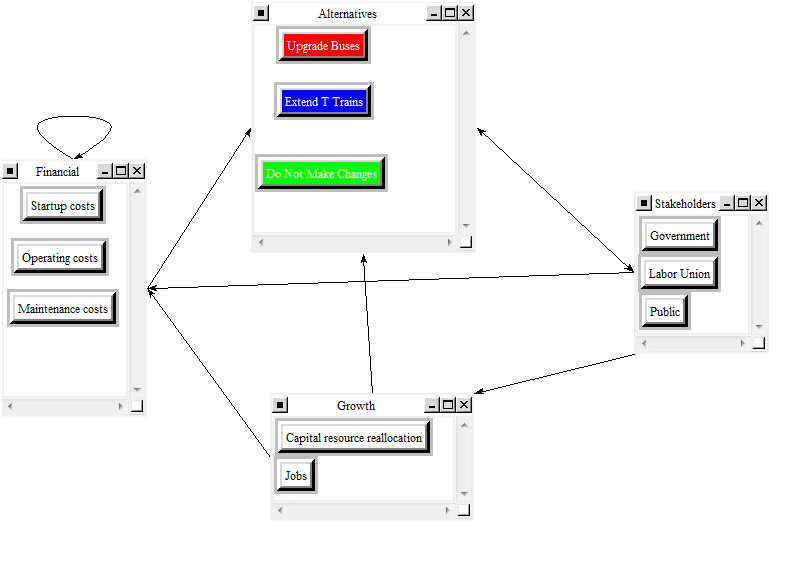 Alternatives
Upgrade Buses
Extend T Trains
Do Not Make Changes
Financial
Startup costs
Operating costs
Maintenance costs
Stakeholders
Government
Labor Union
Public
Growth
Capital resource reallocation
Jobs